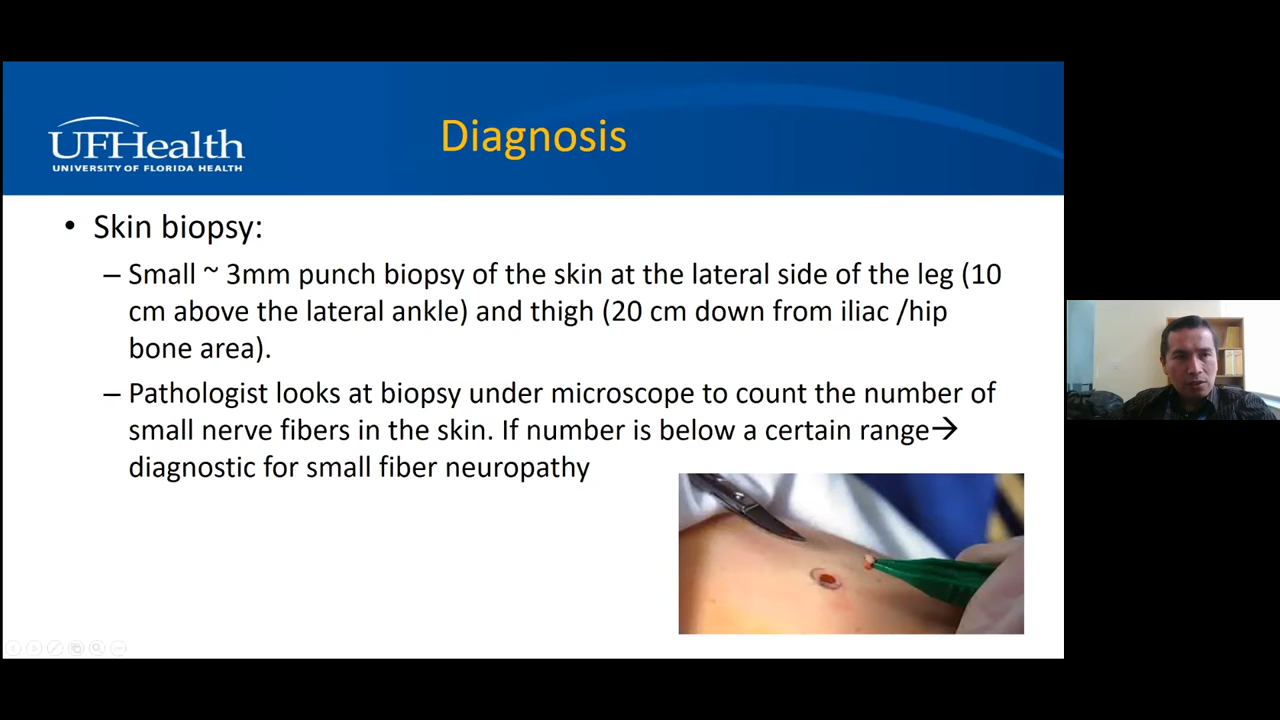 UFHealth
UNIVERSITY OF FLORIDA HEALTH
Diagnosis
• Skin biopsy:
– Small ~ 3mm punch biopsy of the skin at the lateral side of the leg (10
cm above the lateral ankle) and thigh (20 cm down from iliac /hip
bone area).
– Pathologist looks at biopsy under microscope to count the number of
small nerve fibers in the skin. If number is below a certain range→
diagnostic for small fiber neuropathy